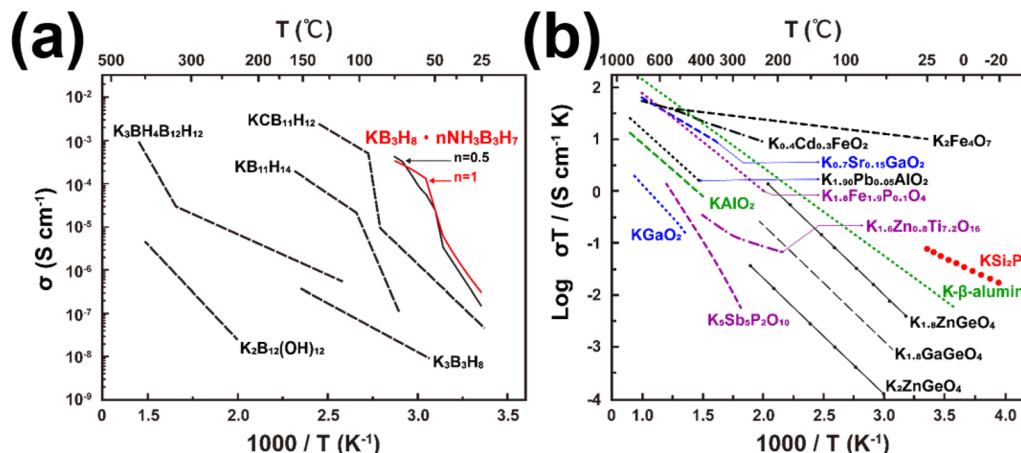 (a)
T (℃)
500 300 200 150 100 50 25
10⁻² 10⁻³ 10⁻⁴ 10⁻⁵ 10⁻⁶ 10⁻⁷ 10⁻⁸ 10⁻⁹
σ (S cm⁻¹)
K₃BH₄B₁₂H₁₂
KCB₁₁H₁₂
KB₁₁H₁₄
KB₃H₈・nNH₃B₃H₇
n=0.5
n=1
K₂B₁₂(OH)₁₂
K₃B₃H₈
0 1.5 2.0 2.5 3.0 3.5
1000 / T (K⁻¹)
(b)
T (℃)
1000 600 400 300 200 100 25 0 -20
2 2 1 0 -1 -2 -3 -4
Log σT / (S cm⁻¹ K)
K₂Fe₄O₇
K₀.₄Cd₀.₃FeO₂
K₀.₇Sr₀.₁₅GaO₂
K₁.₉₀Pb₀.₀₅AlO₂
KAlO₂
K₁.₈Fe₁.₉P₀.₁O₄
KGaO₂
K₁.₆Zn₀.₈Ti₇.₂O₁₆
KSi₂P
K-β-alumin
K₅Sb₅P₂O₁₀
K₁.₈ZnGeO₄
K₁.₈GaGeO₄
K₂ZnGeO₄
0 1.0 1.5 2.0 2.5 3.0 3.5 4.0
1000 / T (K⁻¹)